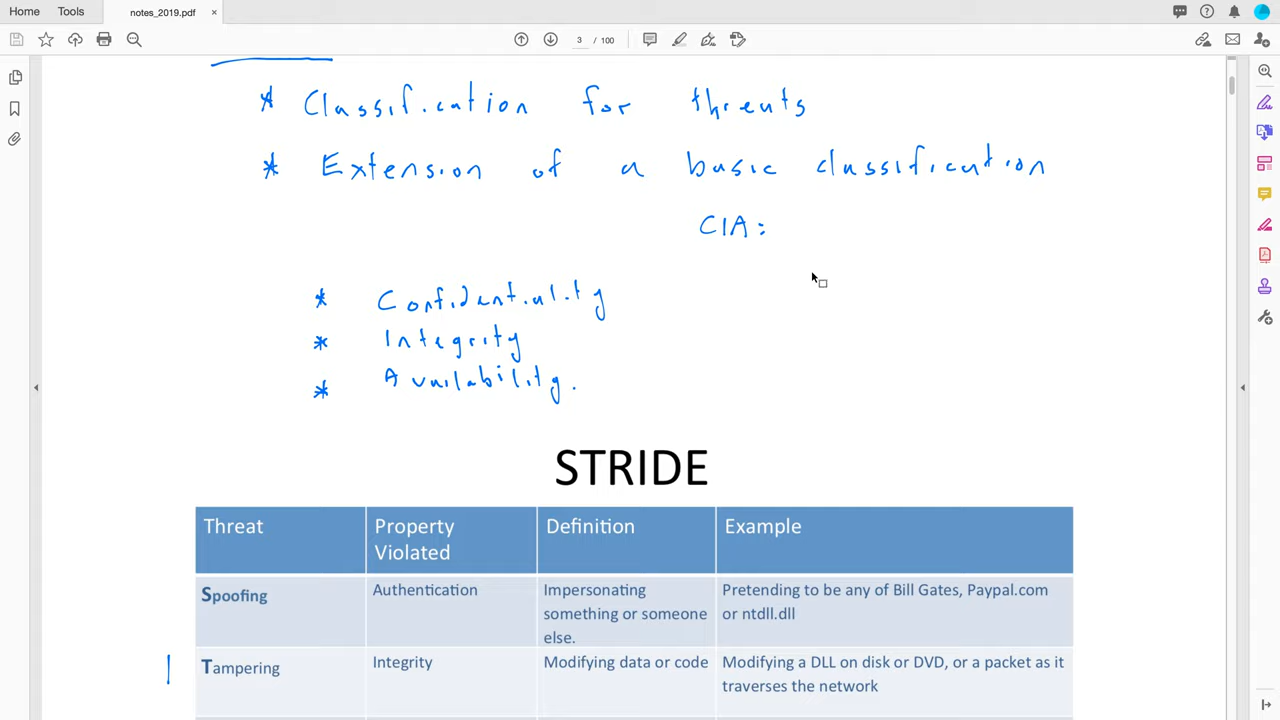 Home Tools notes_2019.pdf ×
3 / 100
* Classification for threats
* Extension of a basic classification
CIA:
* Confidentiality
* Integrity
* Availability.
STRIDE
Threat Property Violated Definition Example
Spoofing Authentication Impersonating something or someone else. Pretending to be any of Bill Gates, Paypal.com or ntdll.dll
Tampering Integrity Modifying data or code Modifying a DLL on disk or DVD, or a packet as it traverses the network